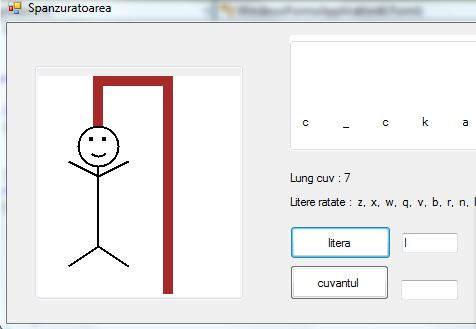 Spanzuratoarea
c _ c k a
Lung cuv : 7
Litere ratate : z, x, w, q, v, b, r, n,
litera
l
cuvantul